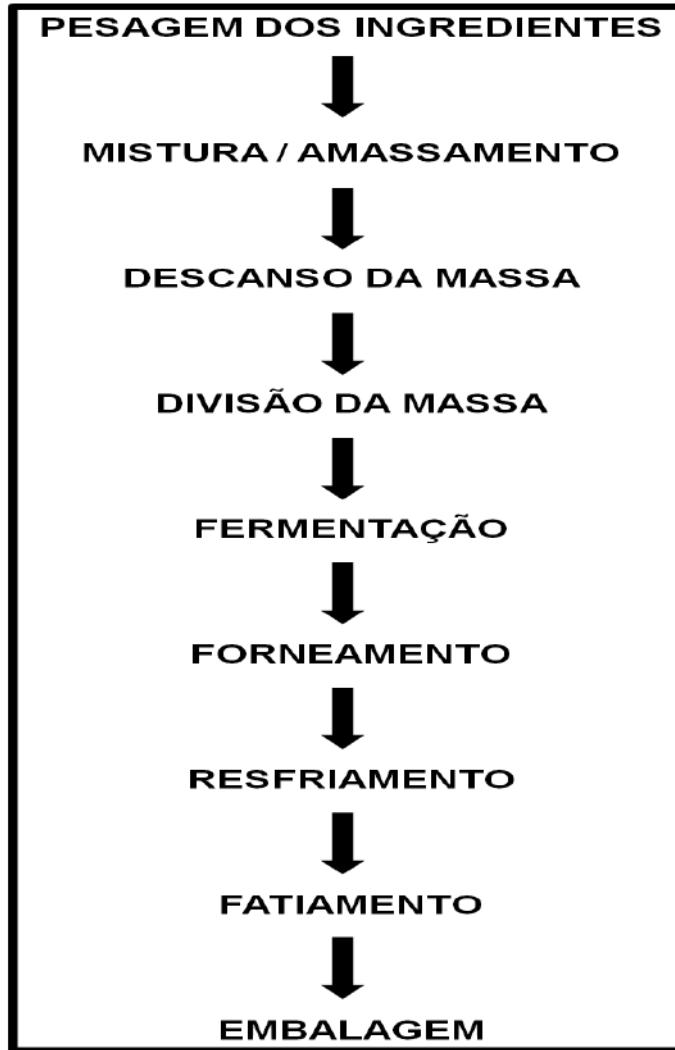 PESAGEM DOS INGREDIENTES
MISTURA / AMASSAMENTO
DESCANSO DA MASSA
DIVISÃO DA MASSA
FERMENTAÇÃO
FORNEAMENTO
RESFRIAMENTO
FATIAMENTO
EMBALAGEM